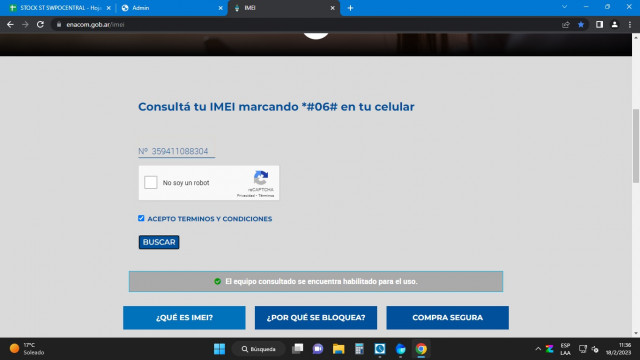 STOCK ST SWPOCENTRAL - Hoja
Admin
IMEI
enacom.gob.ar/imei
Consultá tu IMEI marcando *#06# en tu celular
Nº 359411088304
No soy un robot
reCAPTCHA
Privacidad - Términos
ACEPTO TERMINOS Y CONDICIONES
BUSCAR
El equipo consultado se encuentra habilitado para el uso.
¿QUÉ ES IMEI?
¿POR QUÉ SE BLOQUEA?
COMPRA SEGURA
17°C
Soleado
Búsqueda
ESP
LAA
11:36
18/2/2023